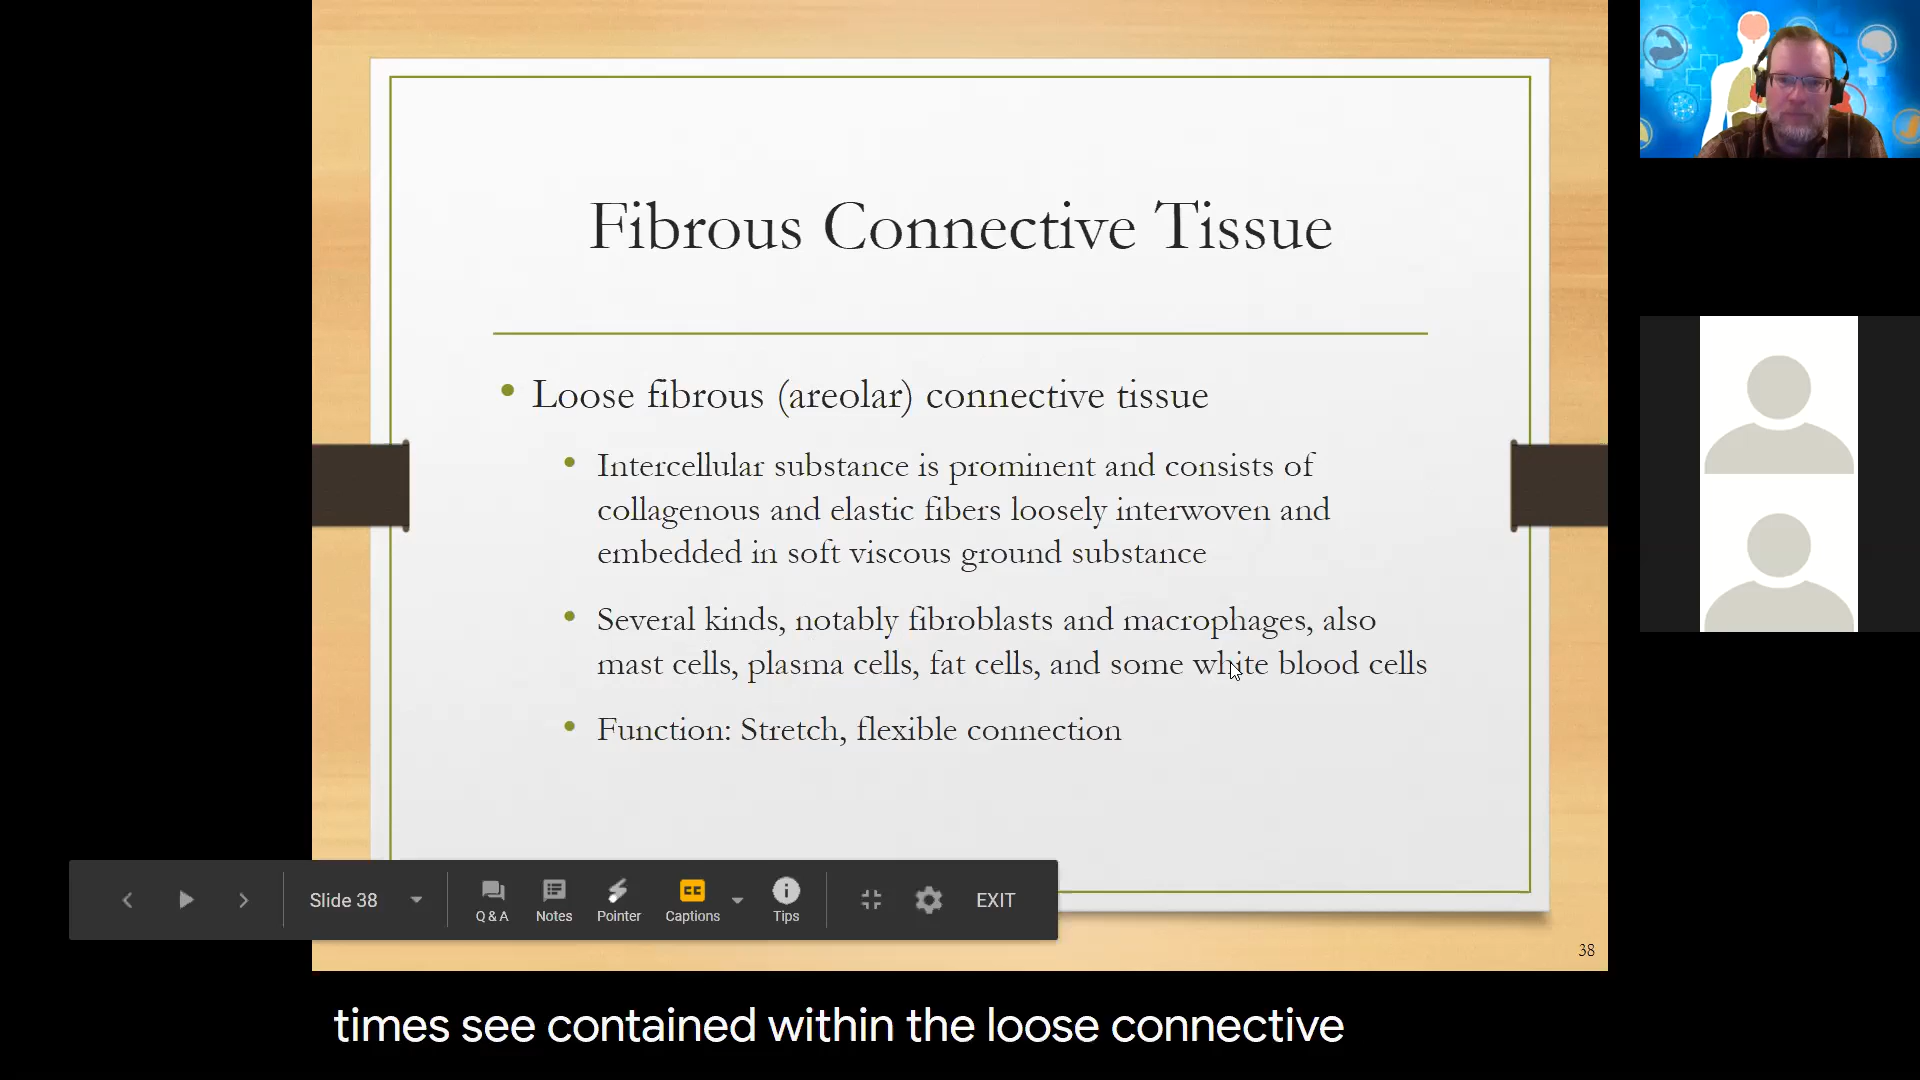 Fibrous Connective Tissue
• Loose fibrous (areolar) connective tissue
• Intercellular substance is prominent and consists of
collagenous and elastic fibers loosely interwoven and
embedded in soft viscous ground substance
• Several kinds, notably fibroblasts and macrophages, also
mast cells, plasma cells, fat cells, and some white blood cells
• Function: Stretch, flexible connection
Slide 38
Q & A
Notes
Pointer
CC
Captions
Tips
EXIT
38
times see contained within the loose connective